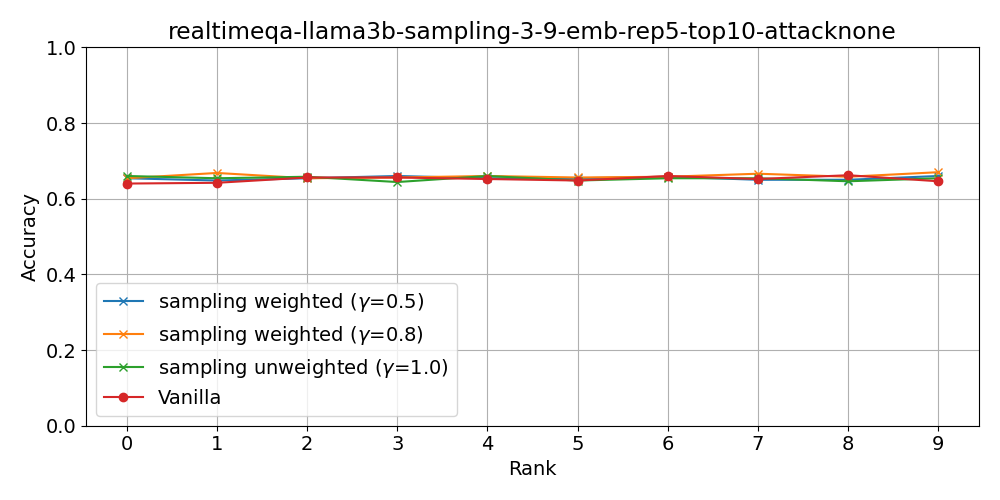 realtimeqa-llama3b-sampling-3-9-emb-rep5-top10-attacknone
1.0
0.8
0.6
0.4
0.2
0.0
Accuracy
sampling weighted (γ=0.5)
sampling weighted (γ=0.8)
sampling unweighted (γ=1.0)
Vanilla
0 1 2 3 4 5 6 7 8 9
Rank